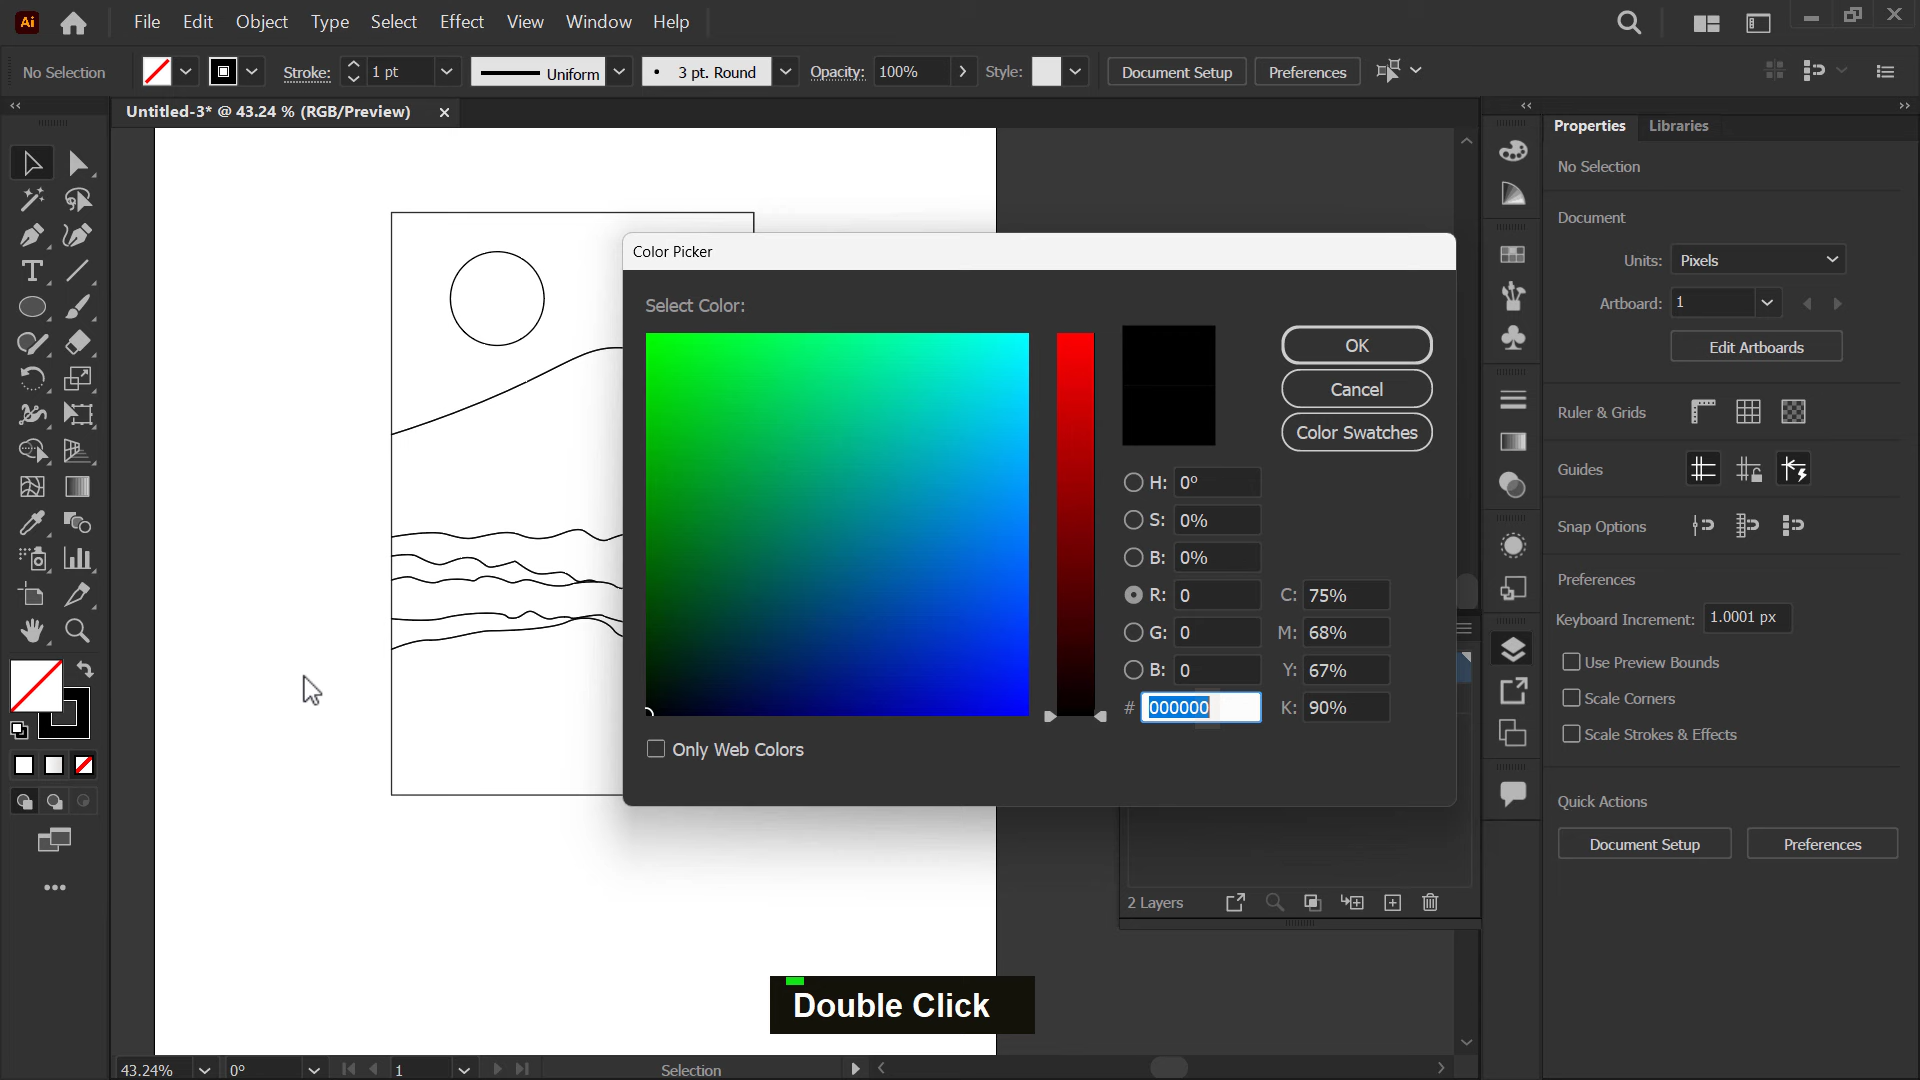 Ai File Edit Object Type Select Effect View Window Help
No Selection Stroke: 1 pt Uniform 3 pt. Round Opacity: 100% Style: Document Setup Preferences
Untitled-3* @ 43.24 % (RGB/Preview)
Properties Libraries
No Selection
Document
Units: Pixels
Artboard: 1
Edit Artboards
Ruler & Grids
Guides
Snap Options
Preferences
Keyboard Increment: 1.0001 px
Use Preview Bounds
Scale Corners
Scale Strokes & Effects
Quick Actions
Document Setup Preferences
Color Picker
Select Color:
OK
Cancel
Color Swatches
H: 0°
S: 0%
B: 0%
R: 0 C: 75%
G: 0 M: 68%
B: 0 Y: 67%
# 000000 K: 90%
Only Web Colors
2 Layers
Double Click
43.24% 0° 1 Selection